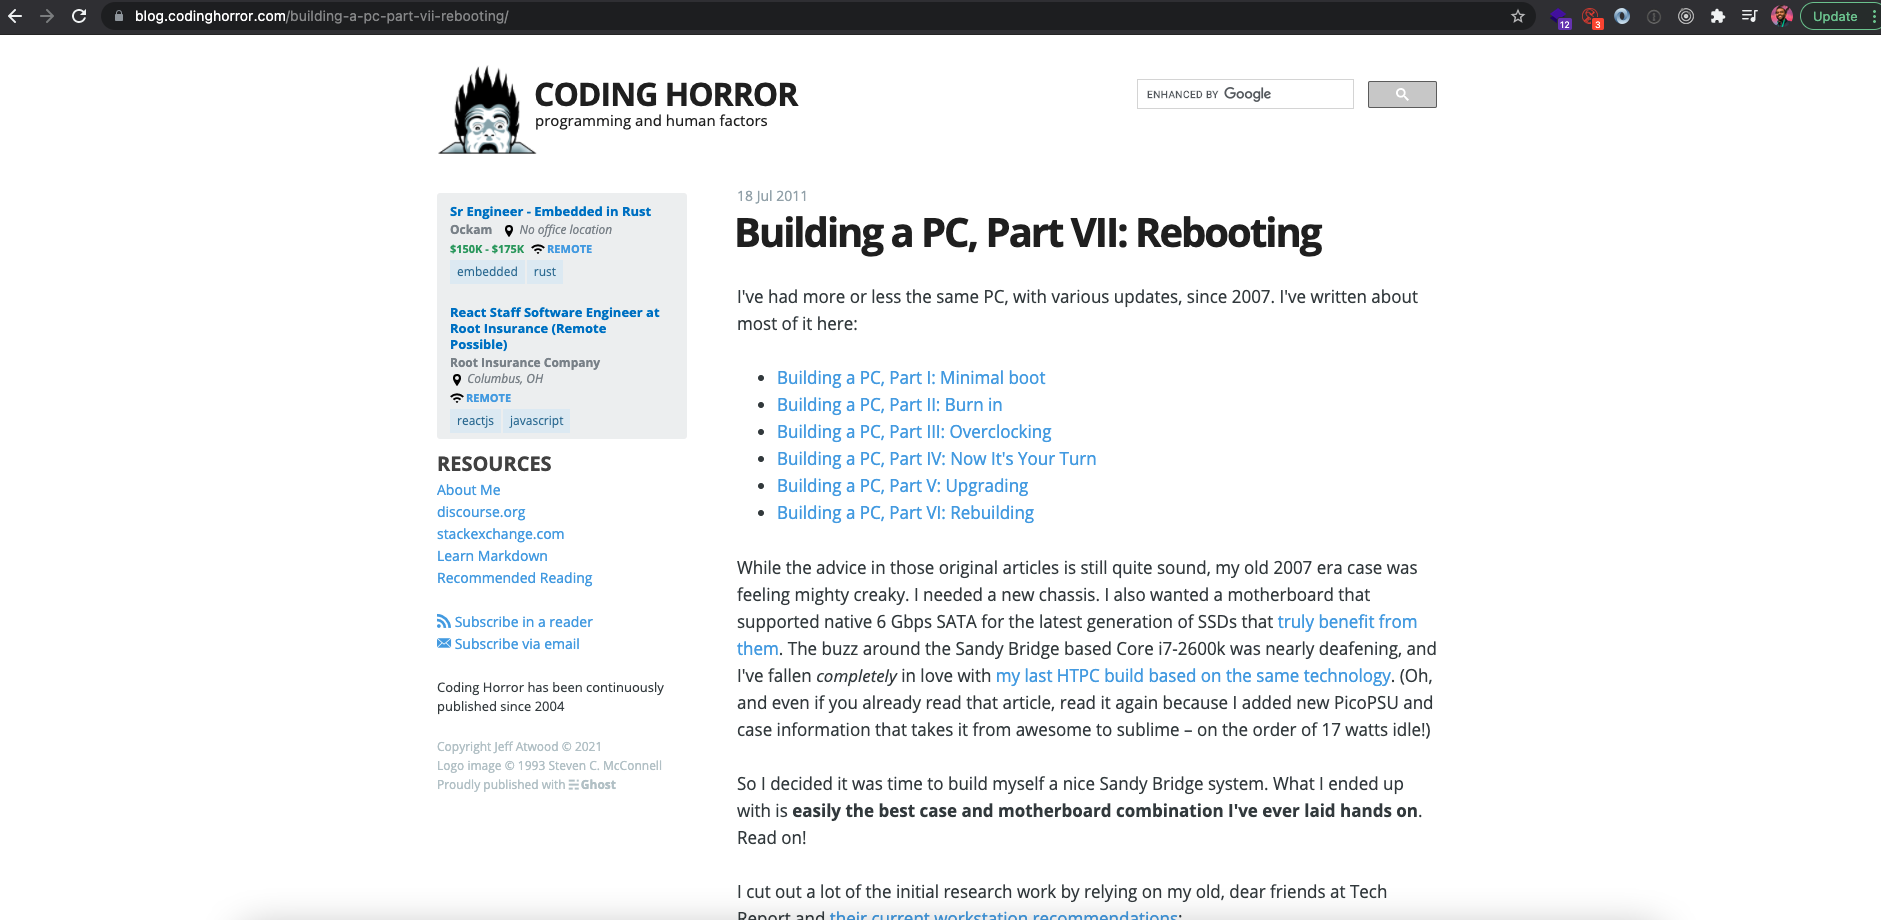 blog.codinghorror.com/building-a-pc-part-vii-rebooting/
12
3
Update
CODING HORROR
programming and human factors
ENHANCED BY Google
Sr Engineer - Embedded in Rust
Ockam No office location
$150K - $175K REMOTE
embedded rust
React Staff Software Engineer at
Root Insurance (Remote
Possible)
Root Insurance Company
Columbus, OH
REMOTE
reactjs javascript
RESOURCES
About Me
discourse.org
stackexchange.com
Learn Markdown
Recommended Reading
Subscribe in a reader
Subscribe via email
Coding Horror has been continuously
published since 2004
Copyright Jeff Atwood © 2021
Logo image © 1993 Steven C. McConnell
Proudly published with Ghost
18 Jul 2011
Building a PC, Part VII: Rebooting
I've had more or less the same PC, with various updates, since 2007. I've written about
most of it here:
• Building a PC, Part I: Minimal boot
• Building a PC, Part II: Burn in
• Building a PC, Part III: Overclocking
• Building a PC, Part IV: Now It's Your Turn
• Building a PC, Part V: Upgrading
• Building a PC, Part VI: Rebuilding
While the advice in those original articles is still quite sound, my old 2007 era case was
feeling mighty creaky. I needed a new chassis. I also wanted a motherboard that
supported native 6 Gbps SATA for the latest generation of SSDs that truly benefit from
them. The buzz around the Sandy Bridge based Core i7-2600k was nearly deafening, and
I've fallen completely in love with my last HTPC build based on the same technology. (Oh,
and even if you already read that article, read it again because I added new PicoPSU and
case information that takes it from awesome to sublime – on the order of 17 watts idle!)
So I decided it was time to build myself a nice Sandy Bridge system. What I ended up
with is easily the best case and motherboard combination I've ever laid hands on.
Read on!
I cut out a lot of the initial research work by relying on my old, dear friends at Tech
Report and their current workstation recommendations: